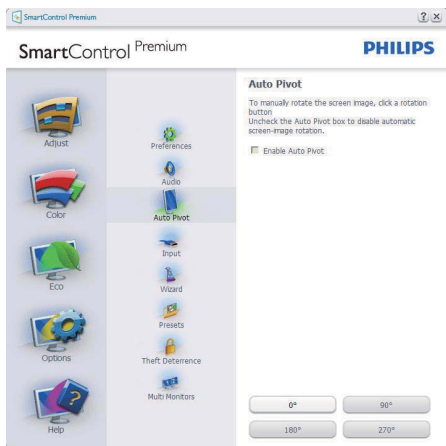 SmartControl Premium
? ×
SmartControl Premium
PHILIPS
Adjust
Color
Eco
Options
Help
Preferences
Audio
Auto Pivot
Input
Wizard
Presets
Theft Deterrence
Multi Monitors
Auto Pivot
To manually rotate the screen image, click a rotation
button
Uncheck the Auto Pivot box to disable automatic
screen-image rotation.
Enable Auto Pivot
0°
90°
180°
270°